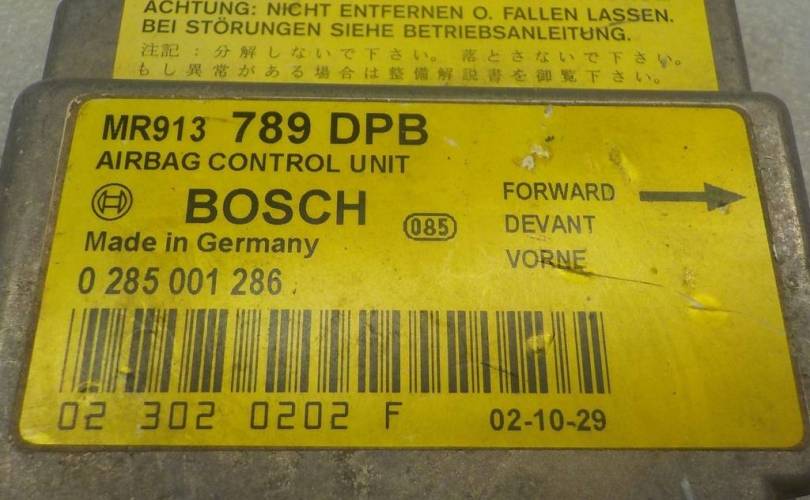 ACHTUNG: NICHT ENTFERNEN O. FALLEN LASSEN.
BEI STÖRUNGEN SIEHE BETRIEBSANLEITUNG.
注記：分解しないで下さい。落とさないで下さい。
もし異常がある場合は整備解説書を御覧下さい。
MR913 789 DPB
AIRBAG CONTROL UNIT
BOSCH
085
Made in Germany
0 285 001 286
FORWARD
DEVANT
VORNE
02 302 0202 F
02-10-29